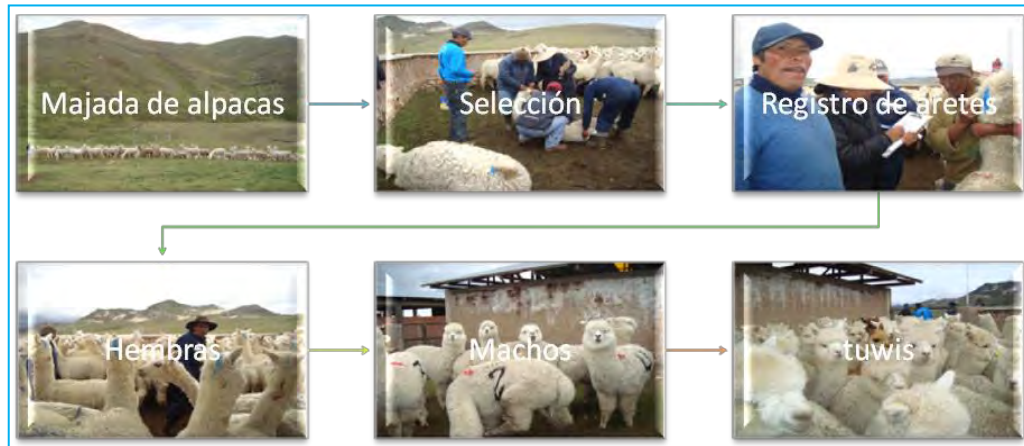 Majada de alpacas
Selección
Registro de aretes
Hembras
Machos
tuwis